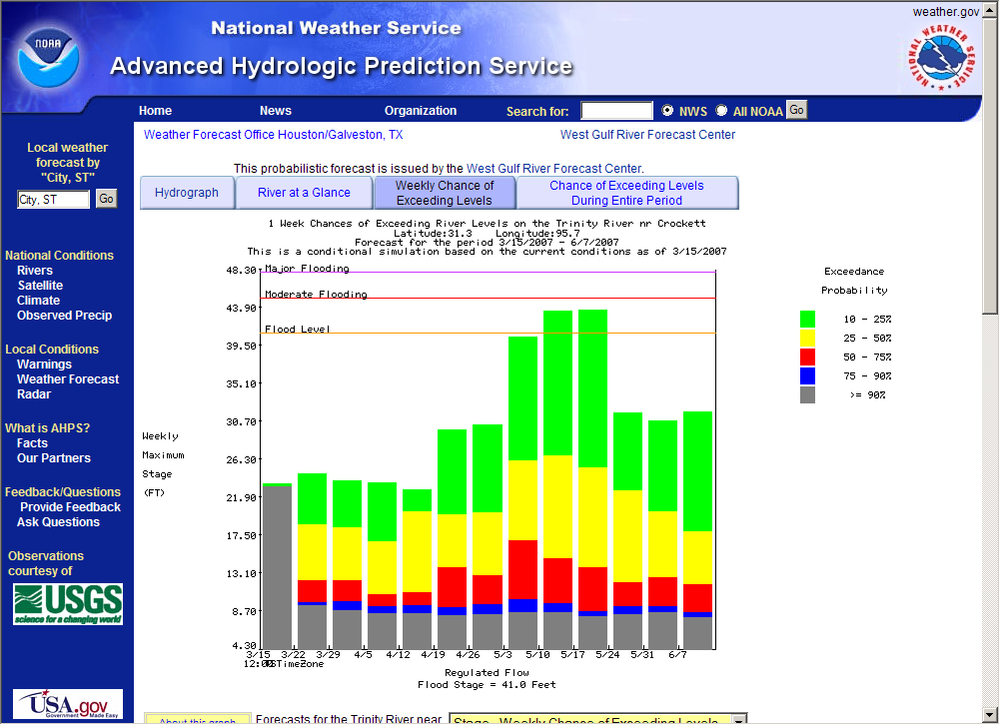 weather.gov
NOAA
National Weather Service
Advanced Hydrologic Prediction Service
NATIONAL WEATHER SERVICE
Home News Organization Search for: NWS All NOAA Go
Local weather
forecast by
"City, ST"
City, ST Go
National Conditions
Rivers
Satellite
Climate
Observed Precip
Local Conditions
Warnings
Weather Forecast
Radar
What is AHPS?
Facts
Our Partners
Feedback/Questions
Provide Feedback
Ask Questions
Observations
courtesy of
USGS
science for a changing world
USA.gov
Government Made Easy
Weather Forecast Office Houston/Galveston, TX West Gulf River Forecast Center
This probabilistic forecast is issued by the West Gulf River Forecast Center.
Hydrograph
River at a Glance
Weekly Chance of
Exceeding Levels
Chance of Exceeding Levels
During Entire Period
1 Week Chances of Exceeding River Levels on the Trinity River nr Crockett
Latitude:31.3 Longitude:95.7
Forecast for the period 3/15/2007 - 6/7/2007
This is a conditional simulation based on the current conditions as of 3/15/2007
48.30
43.90
39.50
35.10
30.70
26.30
21.90
17.50
13.10
8.70
4.30
Weekly
Maximum
Stage
(FT)
Major Flooding
Moderate Flooding
Flood Level
Exceedance
Probability
10 - 25%
25 - 50%
50 - 75%
75 - 90%
>= 90%
3/15 3/22 3/29 4/5 4/12 4/19 4/26 5/3 5/10 5/17 5/24 5/31 6/7
TimeZone
Regulated Flow
Flood Stage = 41.0 Feet
About this graph
Forecasts for the Trinity River near
Stage - Weekly Chance of Exceeding Levels